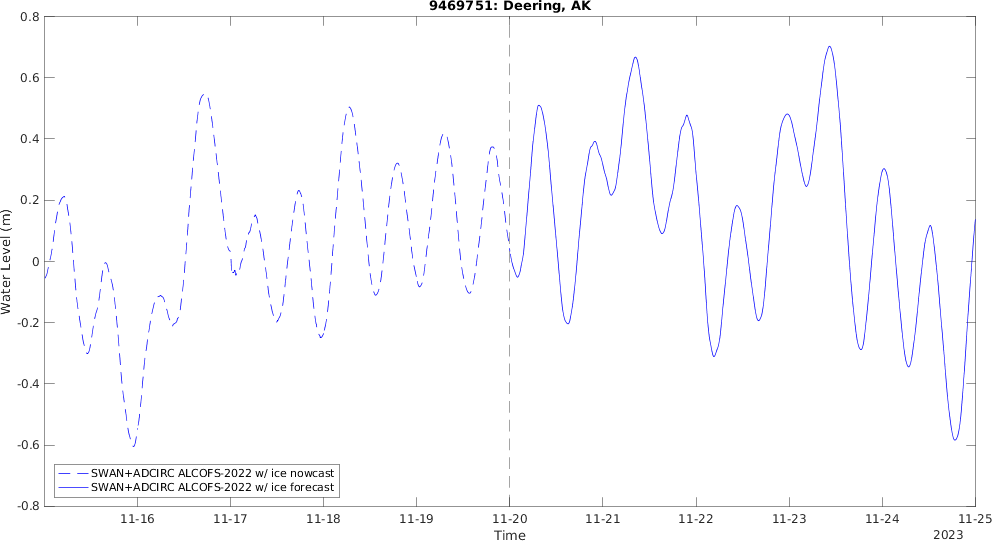 9469751: Deering, AK
0.8
0.6
0.4
0.2
0
-0.2
-0.4
-0.6
-0.8
Water Level (m)
SWAN+ADCIRC ALCOFS-2022 w/ ice nowcast
SWAN+ADCIRC ALCOFS-2022 w/ ice forecast
11-16 11-17 11-18 11-19 11-20 11-21 11-22 11-23 11-24 11-25
Time
2023